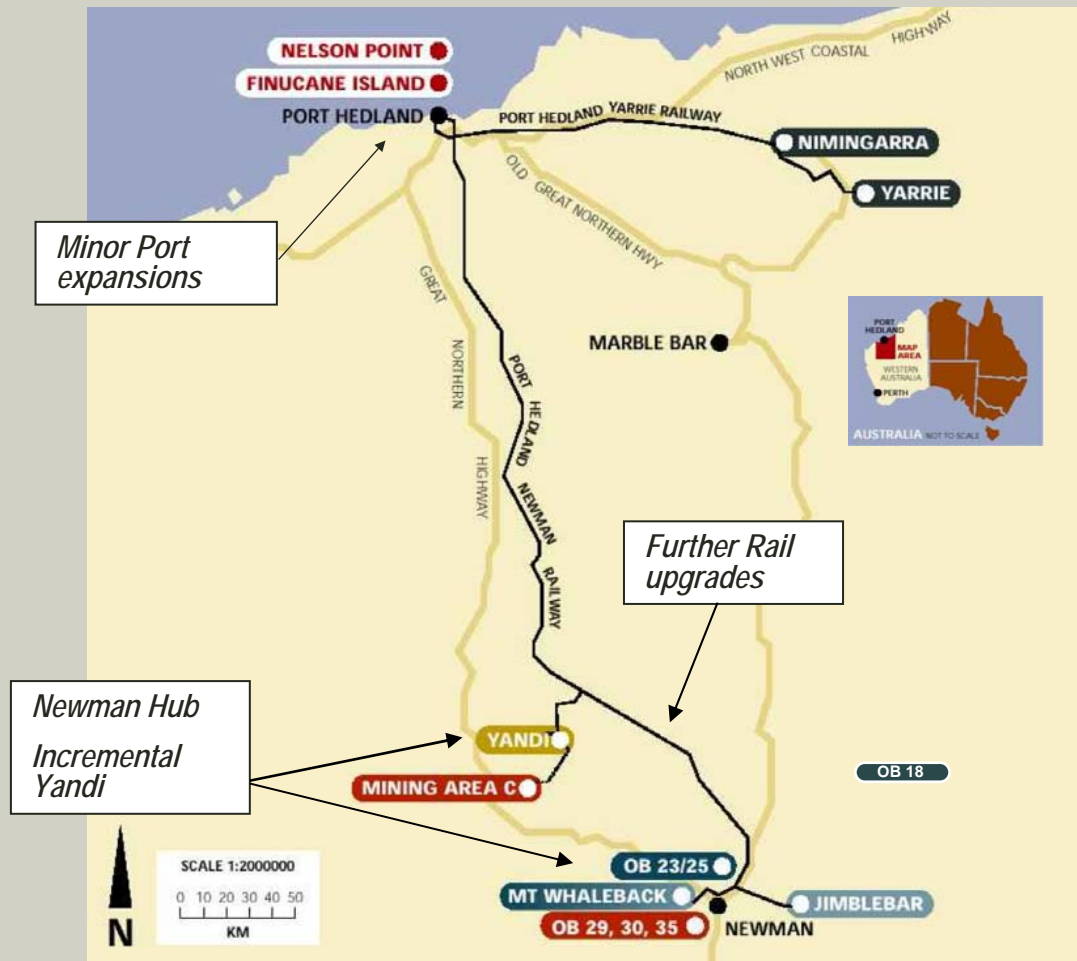 NELSON POINT
FINUCANE ISLAND
PORT HEDLAND
NORTH WEST COASTAL HIGHWAY
PORT HEDLAND YARRIE RAILWAY
NIMINGARRA
YARRIE
OLD GREAT NORTHERN HWY
Minor Port
expansions
GREAT NORTHERN HIGHWAY
MARBLE BAR
PORT HEDLAND NEWMAN RAILWAY
PORT
HEDLAND
MAP
AREA
WESTERN
AUSTRALIA
PERTH
AUSTRALIA NOT TO SCALE
Further Rail
upgrades
Newman Hub
Incremental
Yandi
YANDI
MINING AREA C
OB 18
SCALE 1:2000000
0 10 20 30 40 50
KM
N
OB 23/25
MT WHALEBACK
JIMBLEBAR
OB 29, 30, 35
NEWMAN